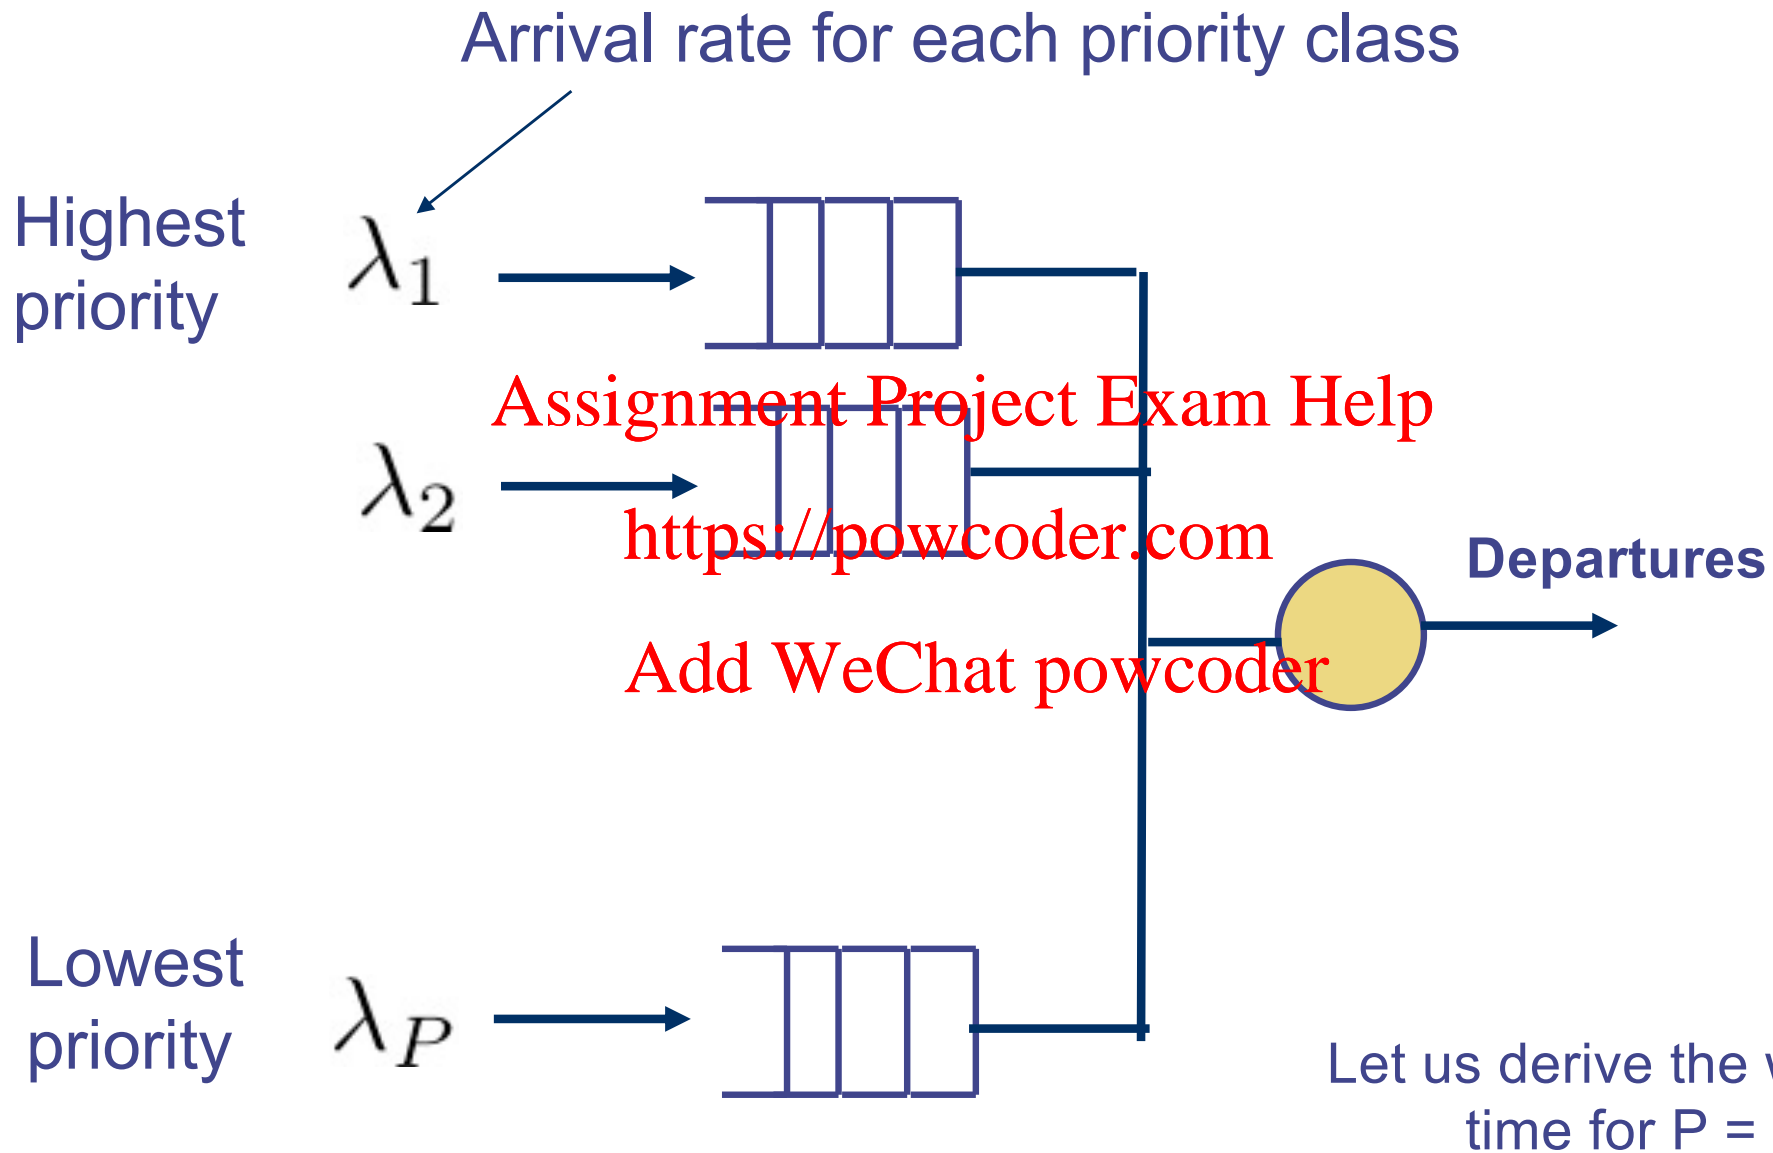 Arrival rate for each priority class
Highest
priority
λ1
Assignment Project Exam Help
λ2
https://powcoder.com
Departures
Add WeChat powcoder
Lowest
priority
λP
Let us derive the
time for P =